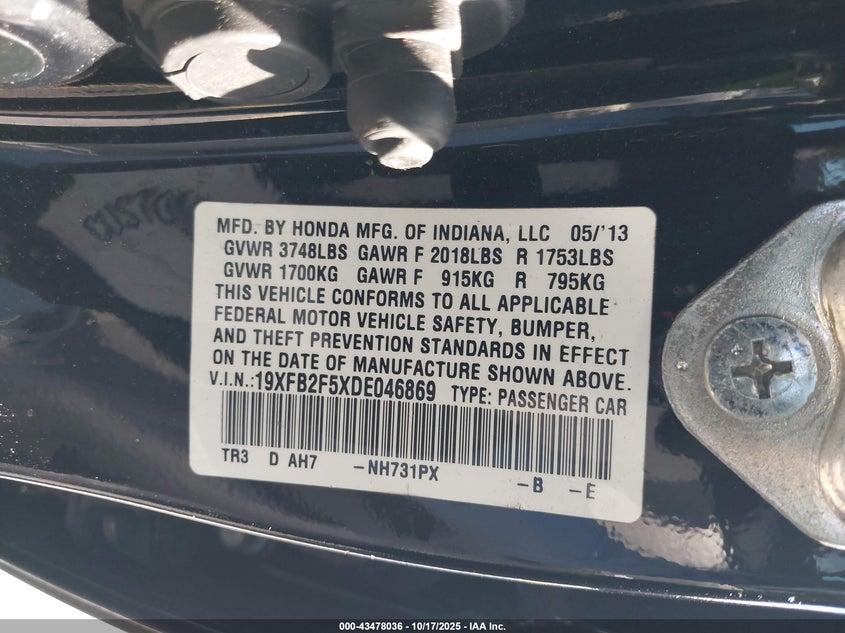 MFD. BY HONDA MFG. OF INDIANA, LLC 05/'13
GVWR 3748LBS GAWR F 2018LBS R 1753LBS
GVWR 1700KG GAWR F 915KG R 795KG
THIS VEHICLE CONFORMS TO ALL APPLICABLE
FEDERAL MOTOR VEHICLE SAFETY, BUMPER,
AND THEFT PREVENTION STANDARDS IN EFFECT
ON THE DATE OF MANUFACTURE SHOWN ABOVE.
V.I.N.:19XFB2F5XDE046869 TYPE: PASSENGER CAR
TR3 D AH7 -NH731PX -B -E
000-43478036 - 10/17/2025 - IAA Inc.